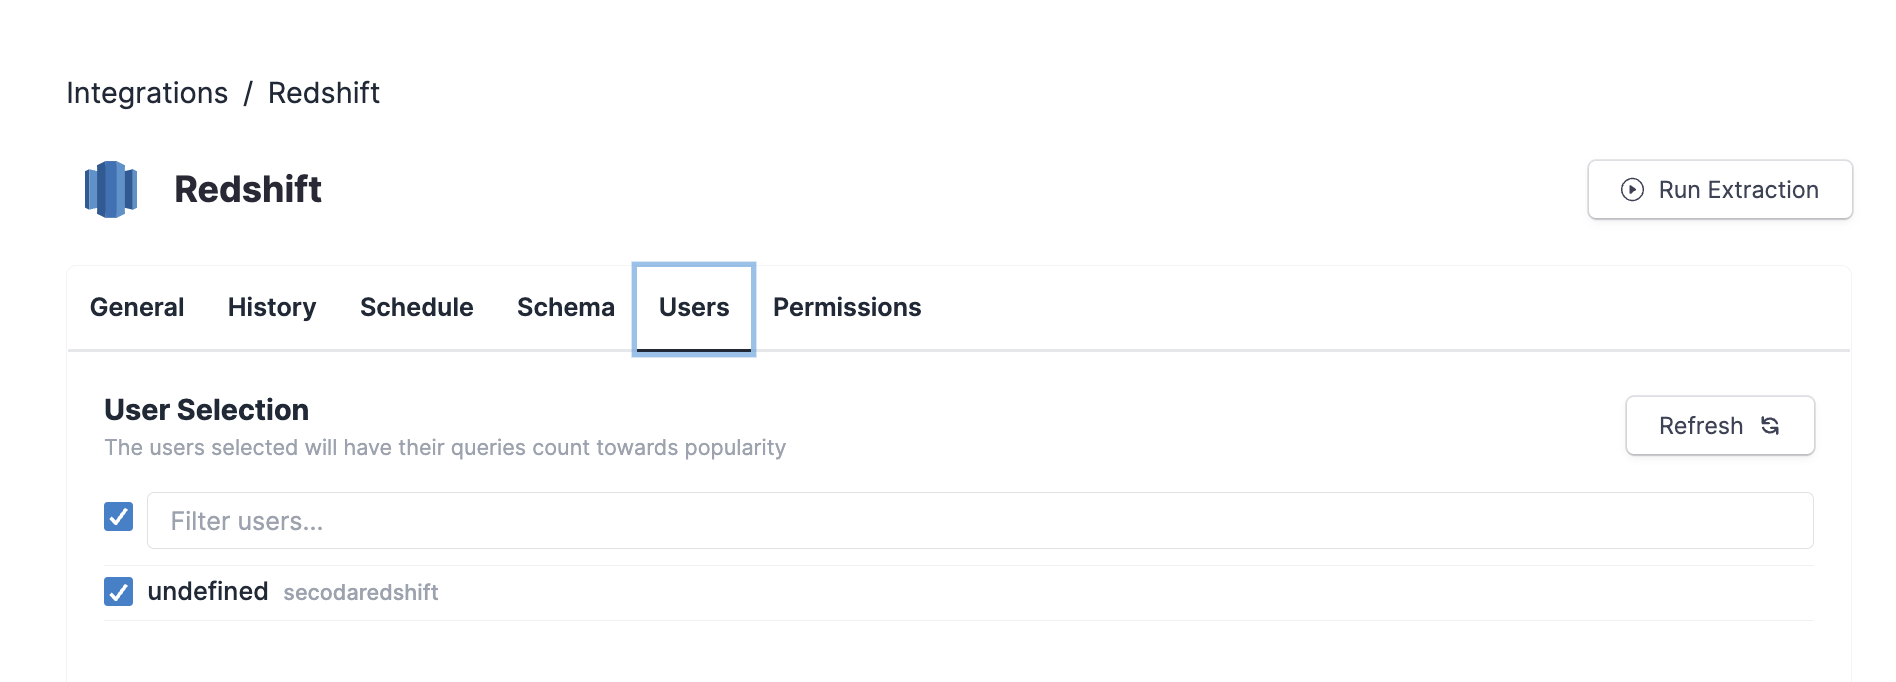 Integrations / Redshift
Redshift
Run Extraction
General History Schedule Schema Users Permissions
User Selection
Refresh
The users selected will have their queries count towards popularity
Filter users...
undefined secodaredshift